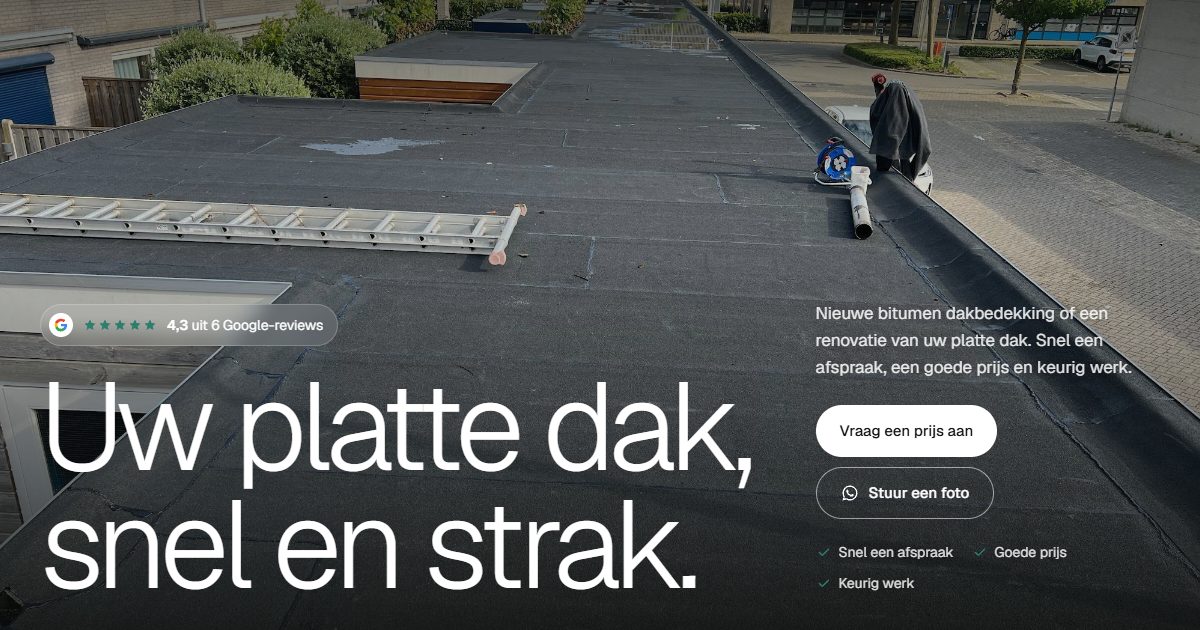 4,3 uit 6 Google-reviews
Uw platte dak,
snel en strak.
Nieuwe bitumen dakbedekking of een
renovatie van uw platte dak. Snel een
afspraak, een goede prijs en keurig werk.
Vraag een prijs aan
Stuur een foto
Snel een afspraak
Goede prijs
Keurig werk